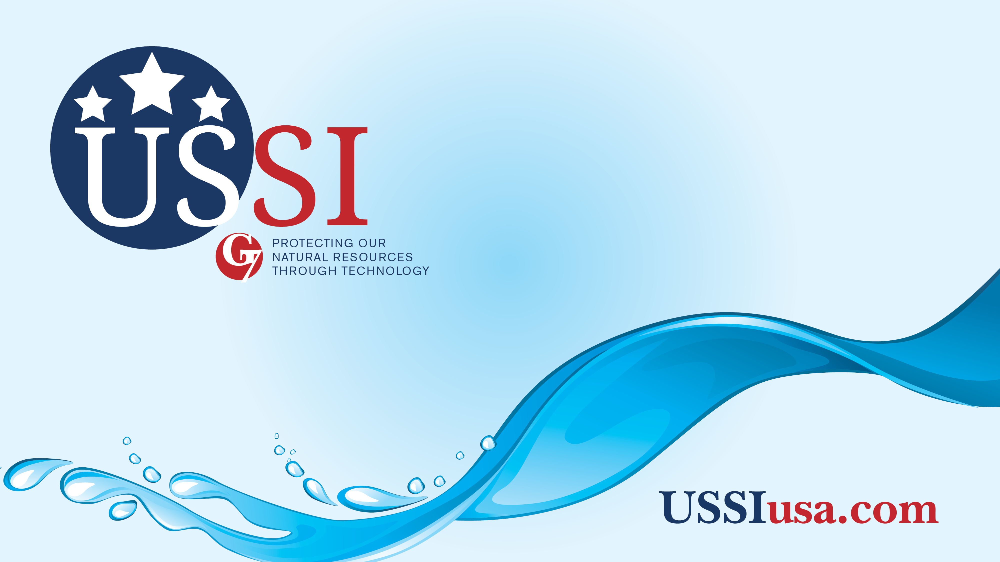 USSI
G7
PROTECTING OUR
NATURAL RESOURCES
THROUGH TECHNOLOGY
USSIusa.com